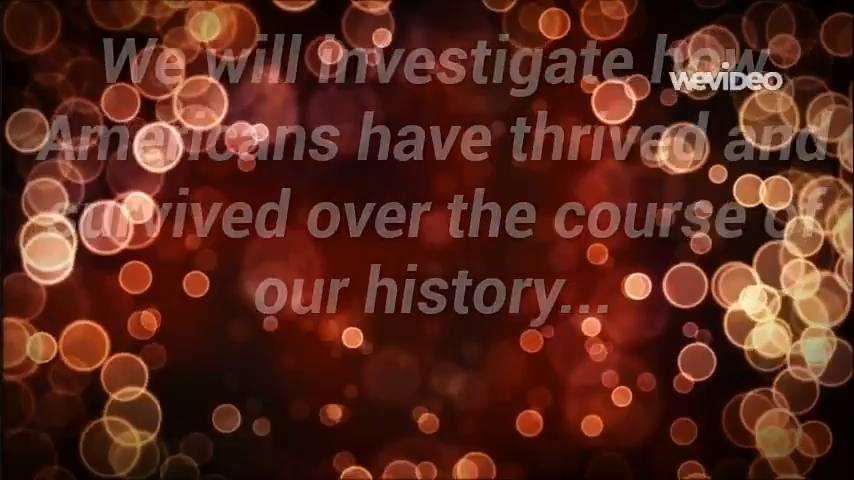 We will investigate how
wevideo
Americans have thrived and
survived over the course of
our history...